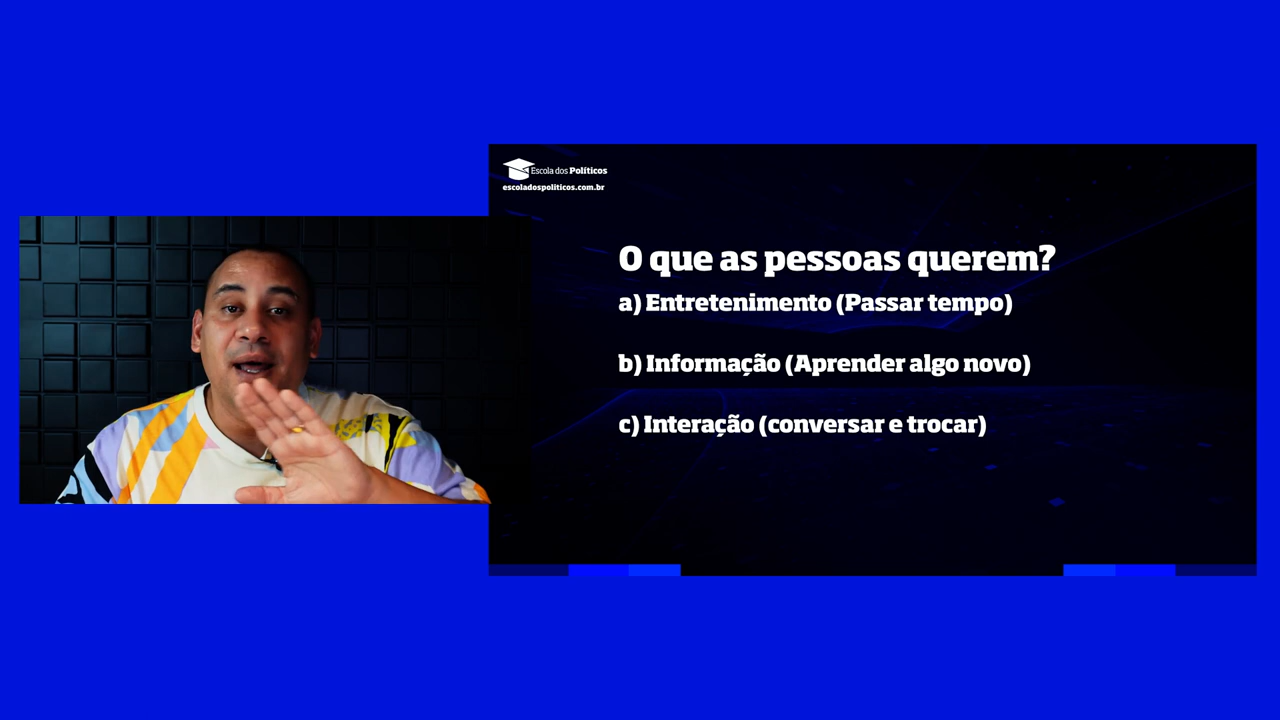 Escola dos Políticos
escoladospoliticos.com.br
O que as pessoas querem?
a) Entretenimento (Passar tempo)
b) Informação (Aprender algo novo)
c) Interação (conversar e trocar)